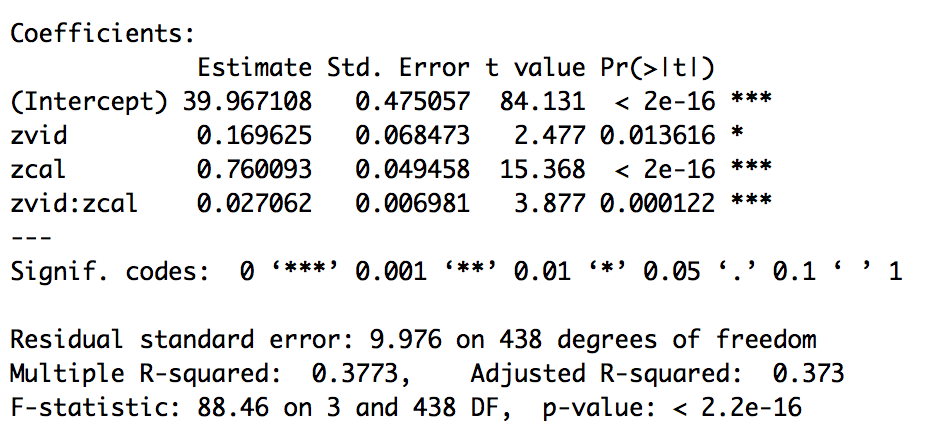 Coefficients:
Estimate Std. Error t value Pr(>|t|)
(Intercept) 39.967108 0.475057 84.131 < 2e-16 ***
zvid 0.169625 0.068473 2.477 0.013616 *
zcal 0.760093 0.049458 15.368 < 2e-16 ***
zvid:zcal 0.027062 0.006981 3.877 0.000122 ***
---
Signif. codes: 0 ‘***’ 0.001 ‘**’ 0.01 ‘*’ 0.05 ‘.’ 0.1 ‘ ’ 1
Residual standard error: 9.976 on 438 degrees of freedom
Multiple R-squared: 0.3773, Adjusted R-squared: 0.373
F-statistic: 88.46 on 3 and 438 DF, p-value: < 2.2e-16